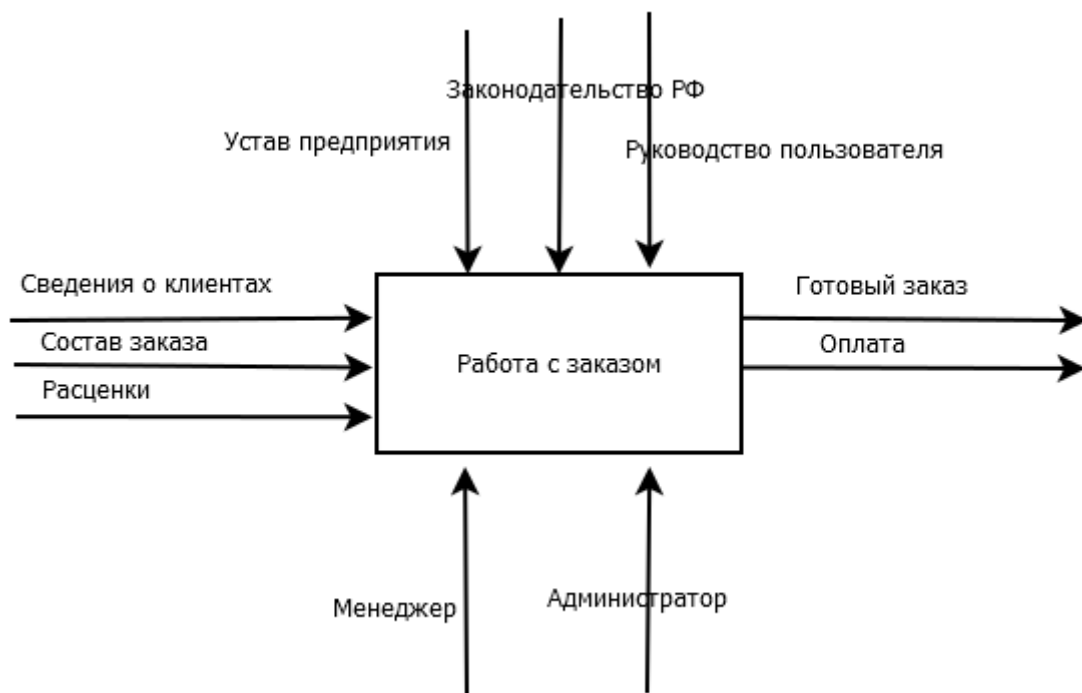 Законодательство РФ
Устав предприятия
Руководство пользователя
Сведения о клиентах
Готовый заказ
Состав заказа
Оплата
Работа с заказом
Расценки
Менеджер
Администратор